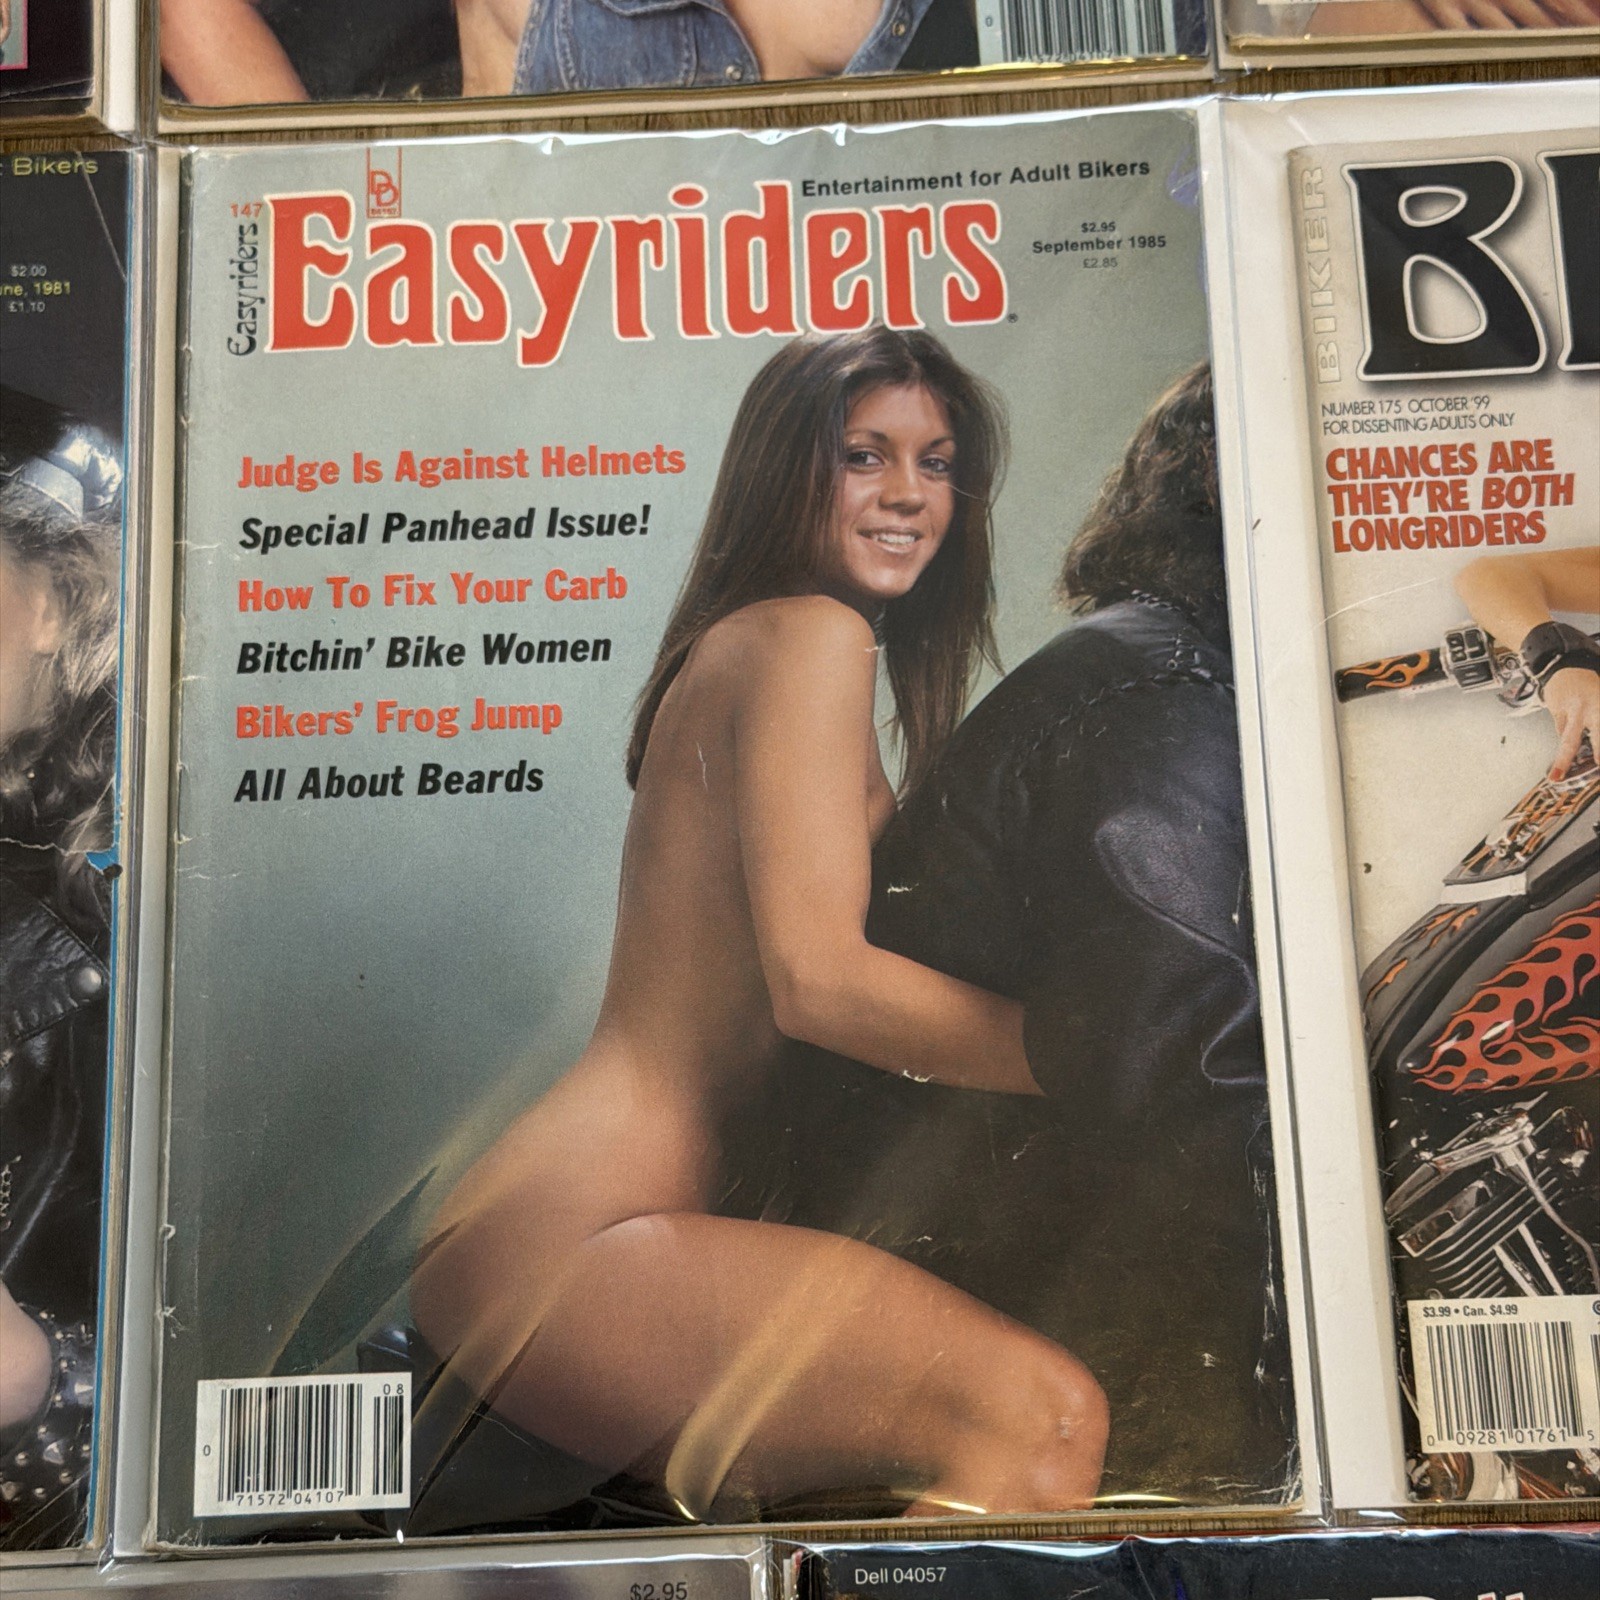 : Bikers
$2.00
une, 1981
£1.10
147
Easyriders
Easyriders
Entertainment for Adult Bikers
$2.95
September 1985
£2.85
®
Judge Is Against Helmets
Special Panhead Issue!
How To Fix Your Carb
Bitchin' Bike Women
Bikers' Frog Jump
All About Beards
0 71572 04107
08
BIKER
B
NUMBER 175 OCTOBER '99
FOR DISSENTING ADULTS ONLY
CHANCES ARE
THEY'RE BOTH
LONGRIDERS
$3.99 • Can. $4.99
0 09281 01761 5
$2.95
Dell 04057